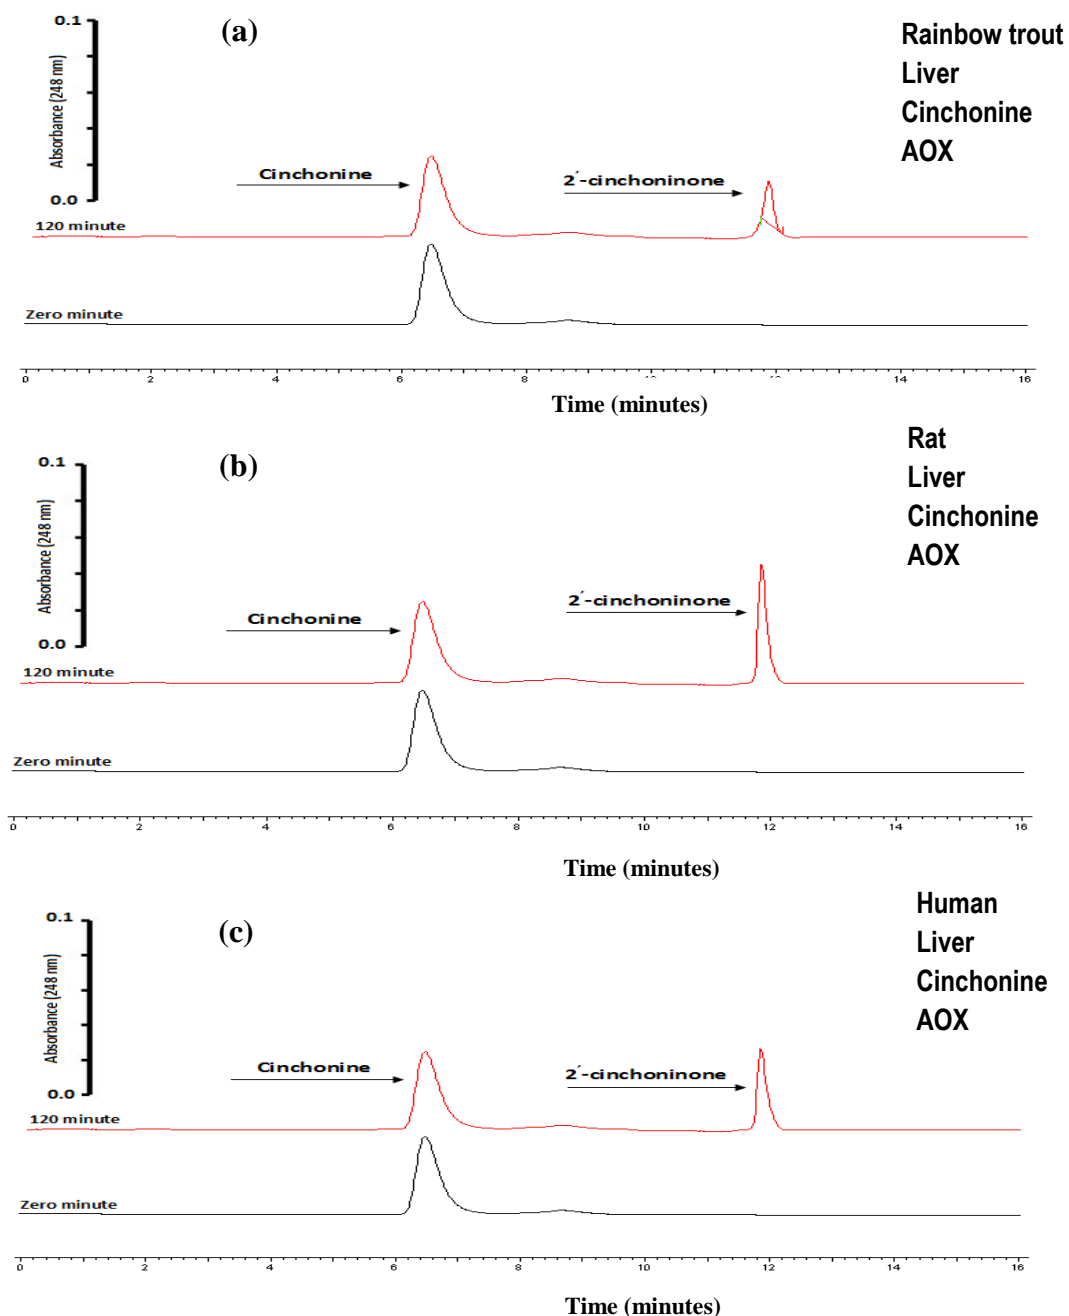 0.1
(a)
Rainbow trout
Liver
Cinchonine
AOX
Absorbance (248 nm)
Cinchonine
2′-cinchoninone
0.0
120 minute
Zero minute
0 2 4 6 8 10 12 14 16
Time (minutes)
Rat
Liver
Cinchonine
AOX
0.1
(b)
Absorbance (248 nm)
Cinchonine
2′-cinchoninone
0.0
120 minute
Zero minute
0 2 4 6 8 10 12 14 16
Time (minutes)
Human
Liver
Cinchonine
AOX
0.1
(c)
Absorbance (248 nm)
Cinchonine
2′-cinchoninone
0.0
120 minute
Zero minute
0 2 4 6 8 10 12 14 16
Time (minutes)